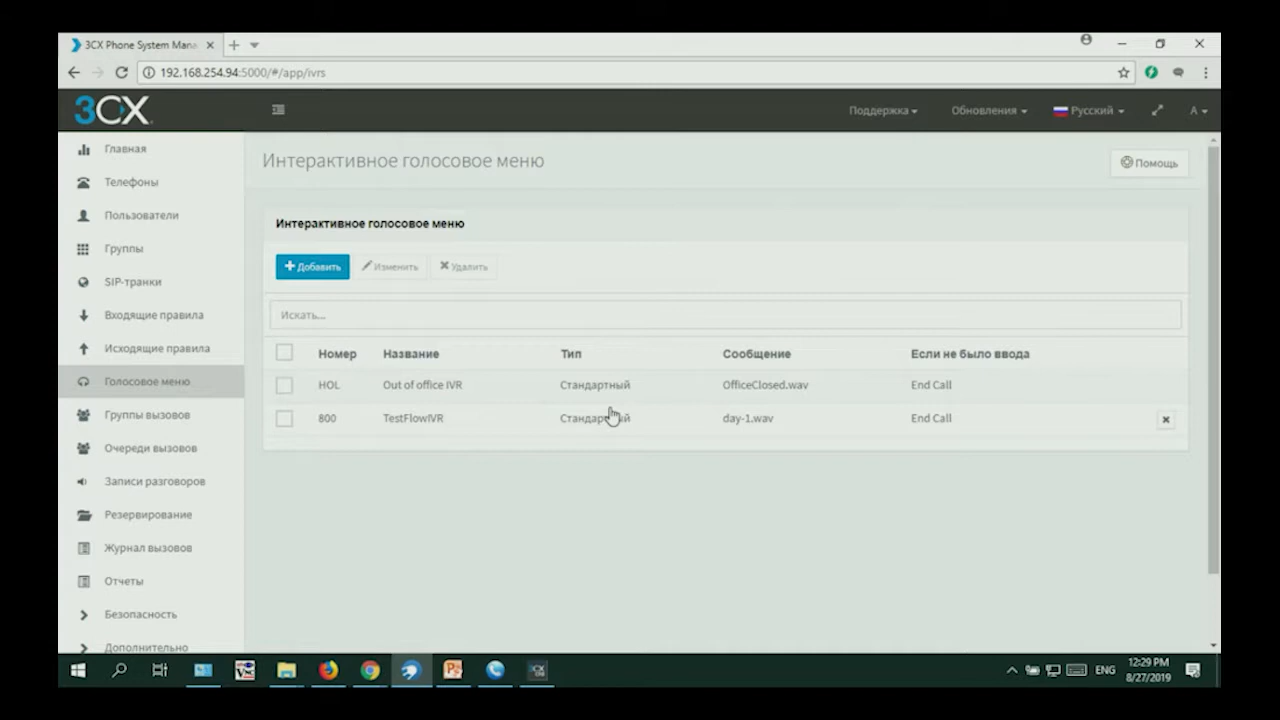 3CX Phone System Mana
192.168.254.94:5000/#/app/ivrs
3CX
Поддержка
Обновления
Русский
A
Главная
Телефоны
Пользователи
Группы
SIP-транки
Входящие правила
Исходящие правила
Голосовое меню
Группы вызовов
Очереди вызовов
Записи разговоров
Резервирование
Журнал вызовов
Отчеты
Безопасность
Дополнительно
Интерактивное голосовое меню
Помощь
Интерактивное голосовое меню
Добавить Изменить Удалить
Искать...
Номер Название Тип Сообщение Если не было ввода
HOL Out of office IVR Стандартный OfficeClosed.wav End Call
800 TestFlowIVR Стандартный day-1.wav End Call
ENG
12:29 PM
8/27/2019